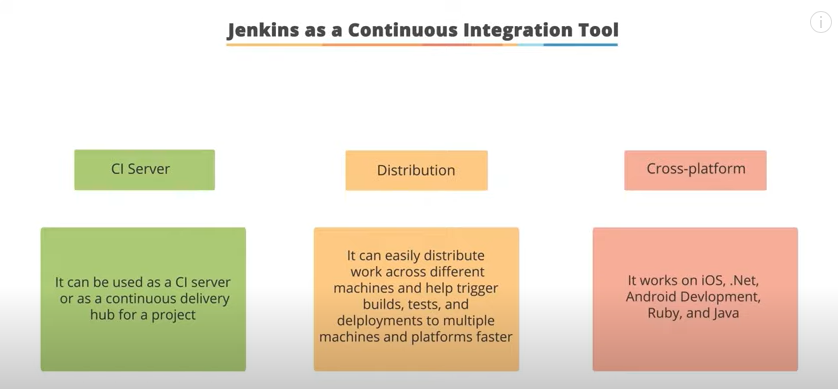 Jenkins as a Continuous Integration Tool
CI Server
Distribution
Cross-platform
It can be used as a CI server
or as a continuous delivery
hub for a project
It can easily distribute
work across different
machines and help trigger
builds, tests, and
delployments to multiple
machines and platforms faster
It works on iOS, .Net,
Android Devlopment,
Ruby, and Java